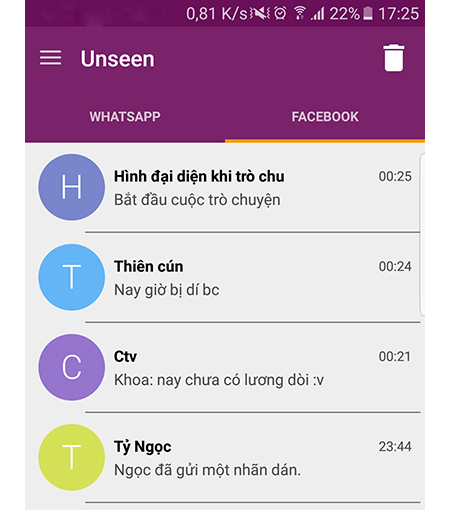 0,81 K/s 22% 17:25
Unseen
WHATSAPP FACEBOOK
H Hình đại diện khi trò chu 00:25
Bắt đầu cuộc trò chuyện
T Thiên cún 00:24
Nay giờ bị dí bc
C Ctv 00:21
Khoa: nay chưa có lương dòi :v
T Tỷ Ngọc 23:44
Ngọc đã gửi một nhãn dán.